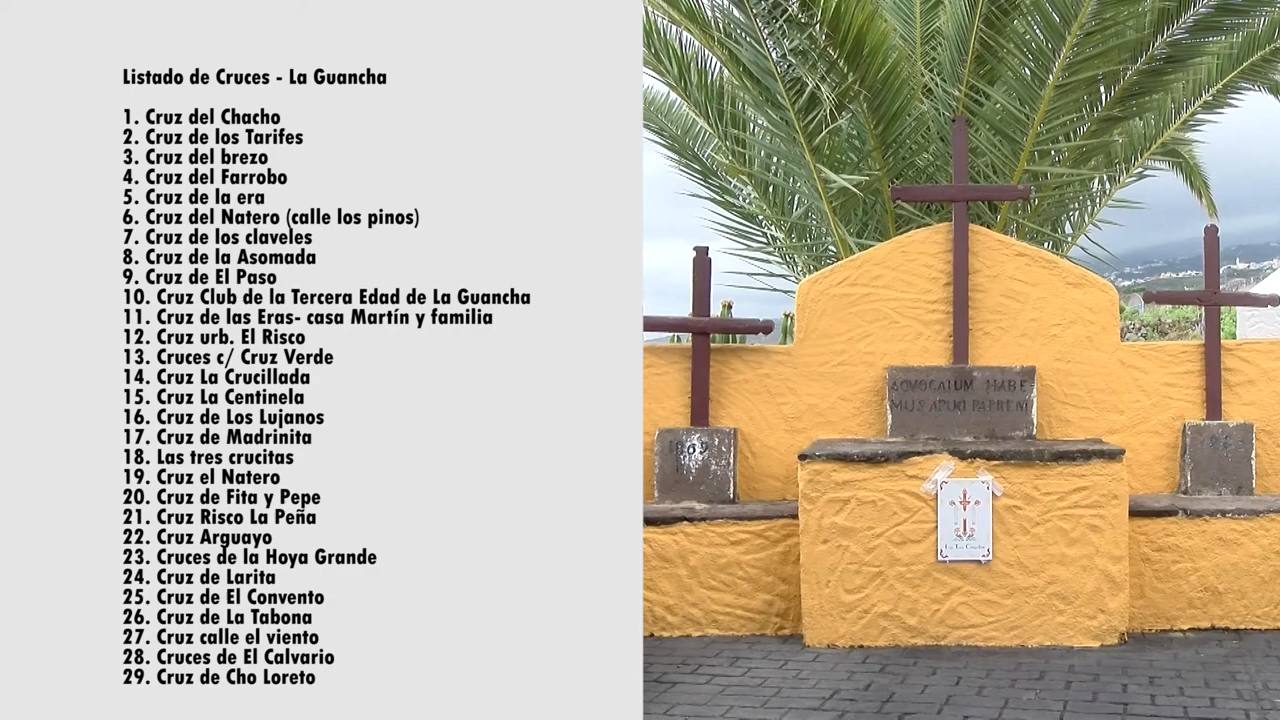 Listado de Cruces - La Guancha
1. Cruz del Chacho
2. Cruz de los Tarifes
3. Cruz del brezo
4. Cruz del Farrobo
5. Cruz de la era
6. Cruz del Natero (calle los pinos)
7. Cruz de los claveles
8. Cruz de la Asomada
9. Cruz de El Paso
10. Cruz Club de la Tercera Edad de La Guancha
11. Cruz de las Eras- casa Martín y familia
12. Cruz urb. El Risco
13. Cruces c/ Cruz Verde
14. Cruz La Crucillada
15. Cruz La Centinela
16. Cruz de Los Lujanos
17. Cruz de Madrinita
18. Las tres crucitas
19. Cruz el Natero
20. Cruz de Fita y Pepe
21. Cruz Risco La Peña
22. Cruz Arguayo
23. Cruces de la Hoya Grande
24. Cruz de Larita
25. Cruz de El Convento
26. Cruz de La Tabona
27. Cruz calle el viento
28. Cruces de El Calvario
29. Cruz de Cho Loreto
Las Tres Crucitas